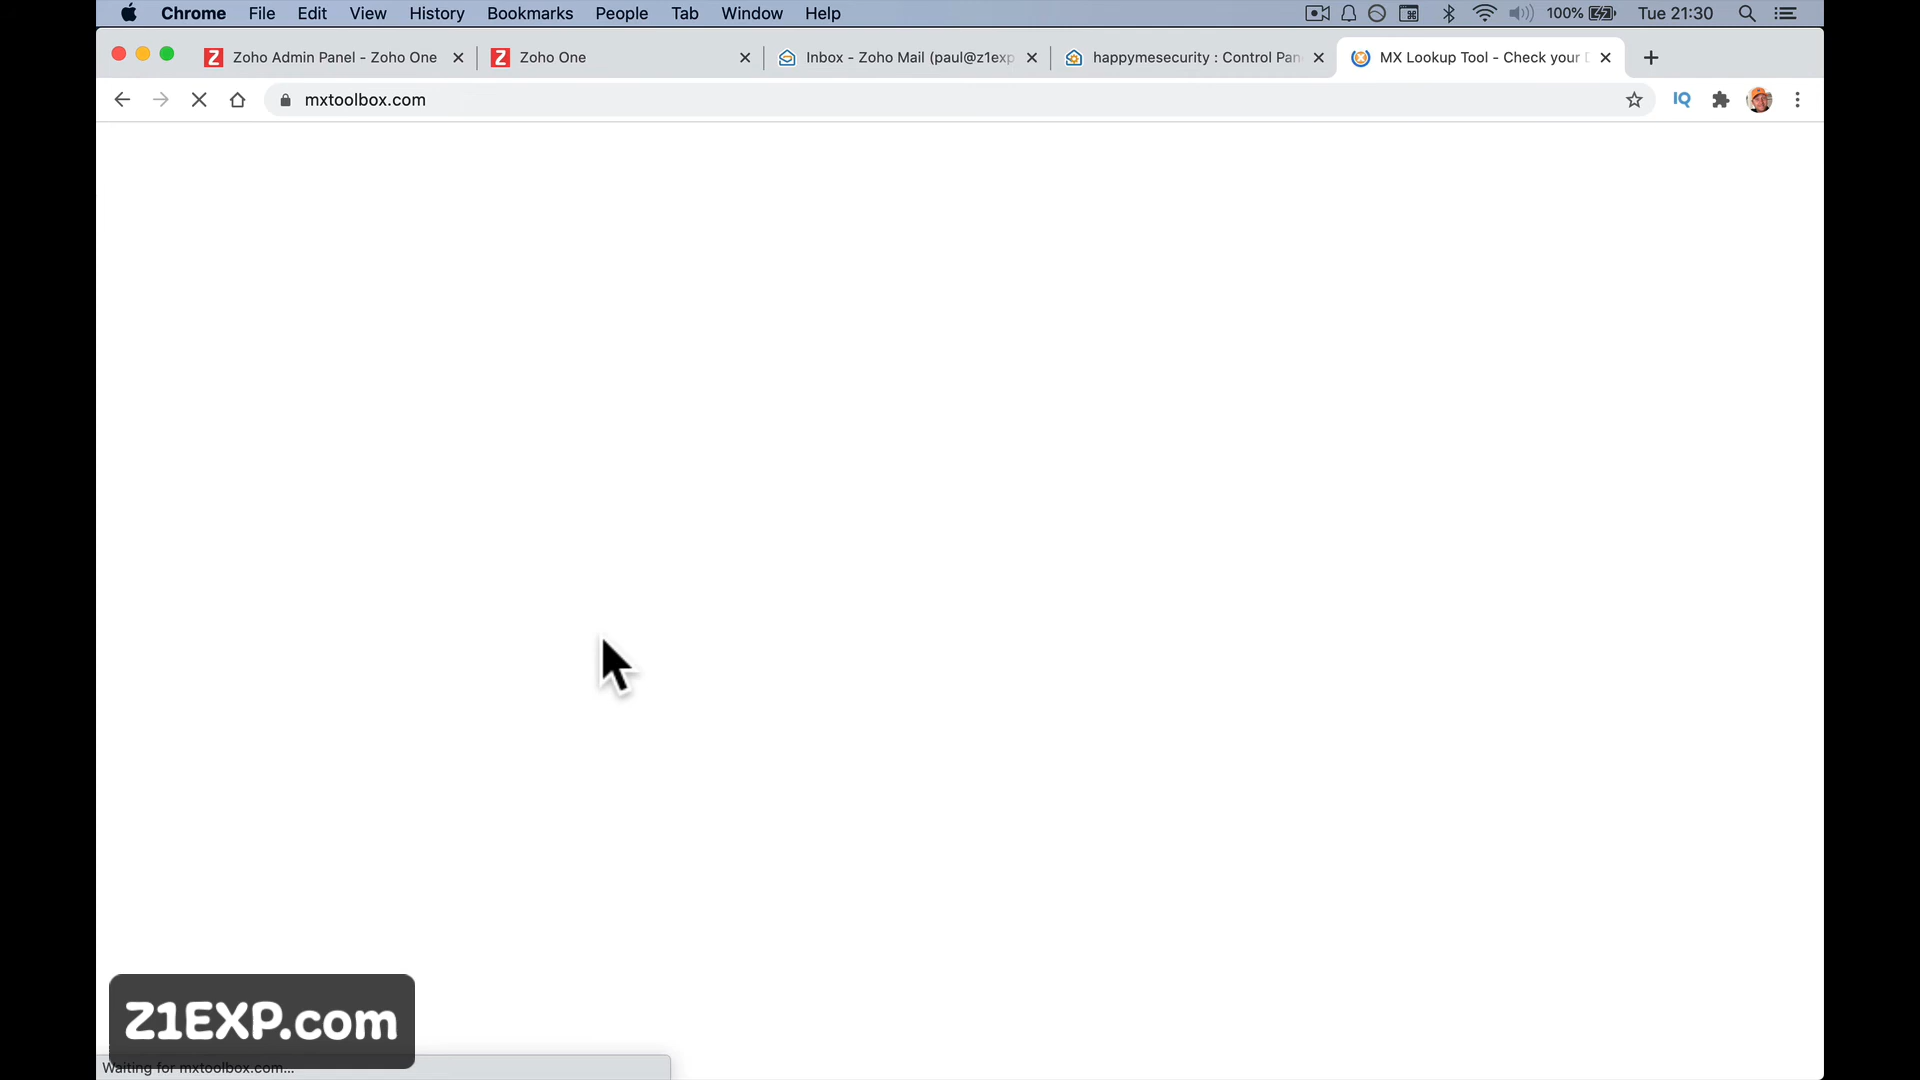 Chrome File Edit View History Bookmarks People Tab Window Help 100% Tue 21:30
Zoho Admin Panel - Zoho One Zoho One Inbox - Zoho Mail (paul@z1exp happymesecurity : Control Pan MX Lookup Tool - Check your D
mxtoolbox.com IQ
Z1EXP.com
Waiting for mxtoolbox.com...